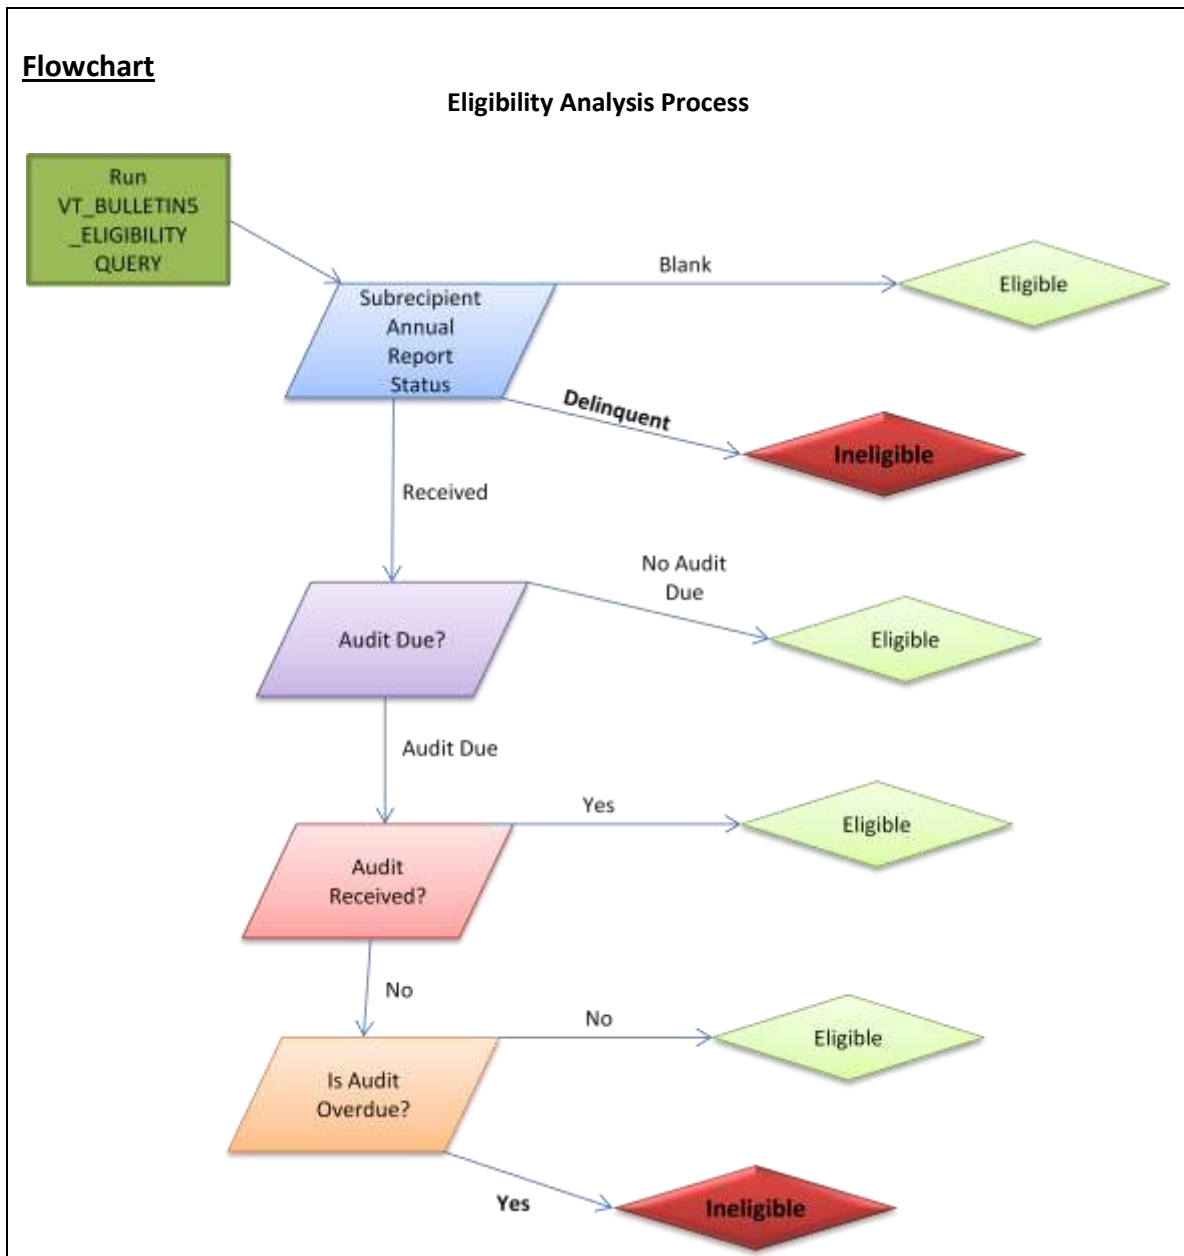 Flowchart
Eligibility Analysis Process
Run
VT_BULLETIN5
_ELIGIBILITY
QUERY
Blank
Eligible
Subrecipient
Annual
Report
Status
Delinquent
Ineligible
Received
No Audit
Due
Audit Due?
Eligible
Audit Due
Yes
Eligible
Audit
Received?
No
No
Eligible
Is Audit
Overdue?
Yes
Ineligible